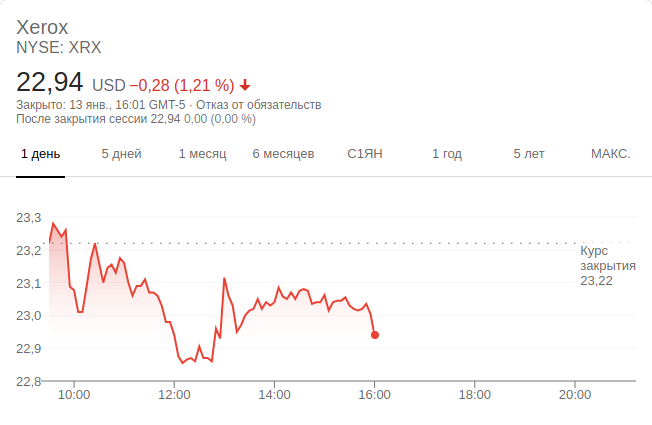 Xerox
NYSE: XRX
22,94 USD −0,28 (1,21 %)
Закрыто: 13 янв., 16:01 GMT-5 · Отказ от обязательств
После закрытия сессии 22,94 0,00 (0,00 %)
1 день 5 дней 1 месяц 6 месяцев С1ЯН 1 год 5 лет МАКС.
23,3
23,2
23,1
23,0
22,9
22,8
Курс
закрытия
23,22
10:00 12:00 14:00 16:00 18:00 20:00